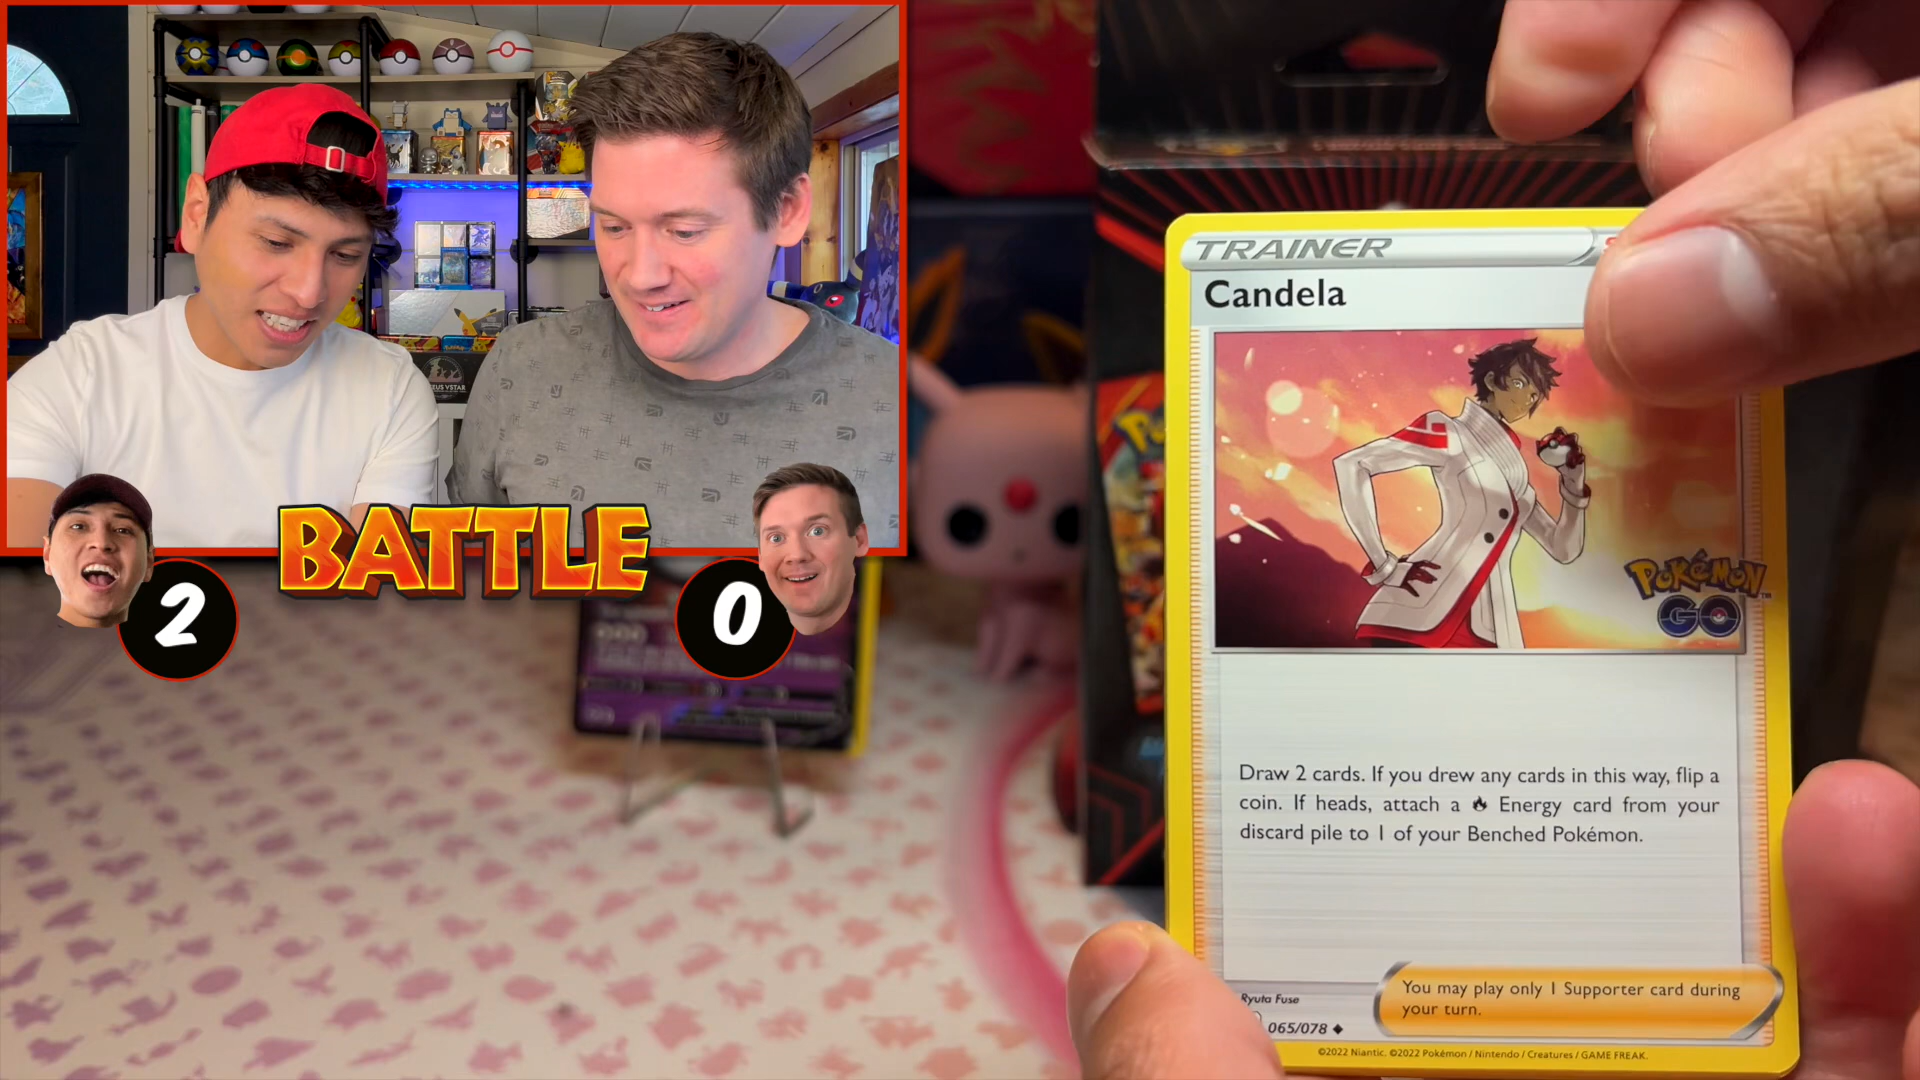 BATTLE
2
0
TRAINER
Candela
POKÉMON
GO
Draw 2 cards. If you drew any cards in this way, flip a
coin. If heads, attach a Energy card from your
discard pile to 1 of your Benched Pokémon.
You may play only 1 Supporter card during
your turn.
Ryuta Fuse
065/078
©2022 Niantic. ©2022 Pokémon / Nintendo / Creatures / GAME FREAK.